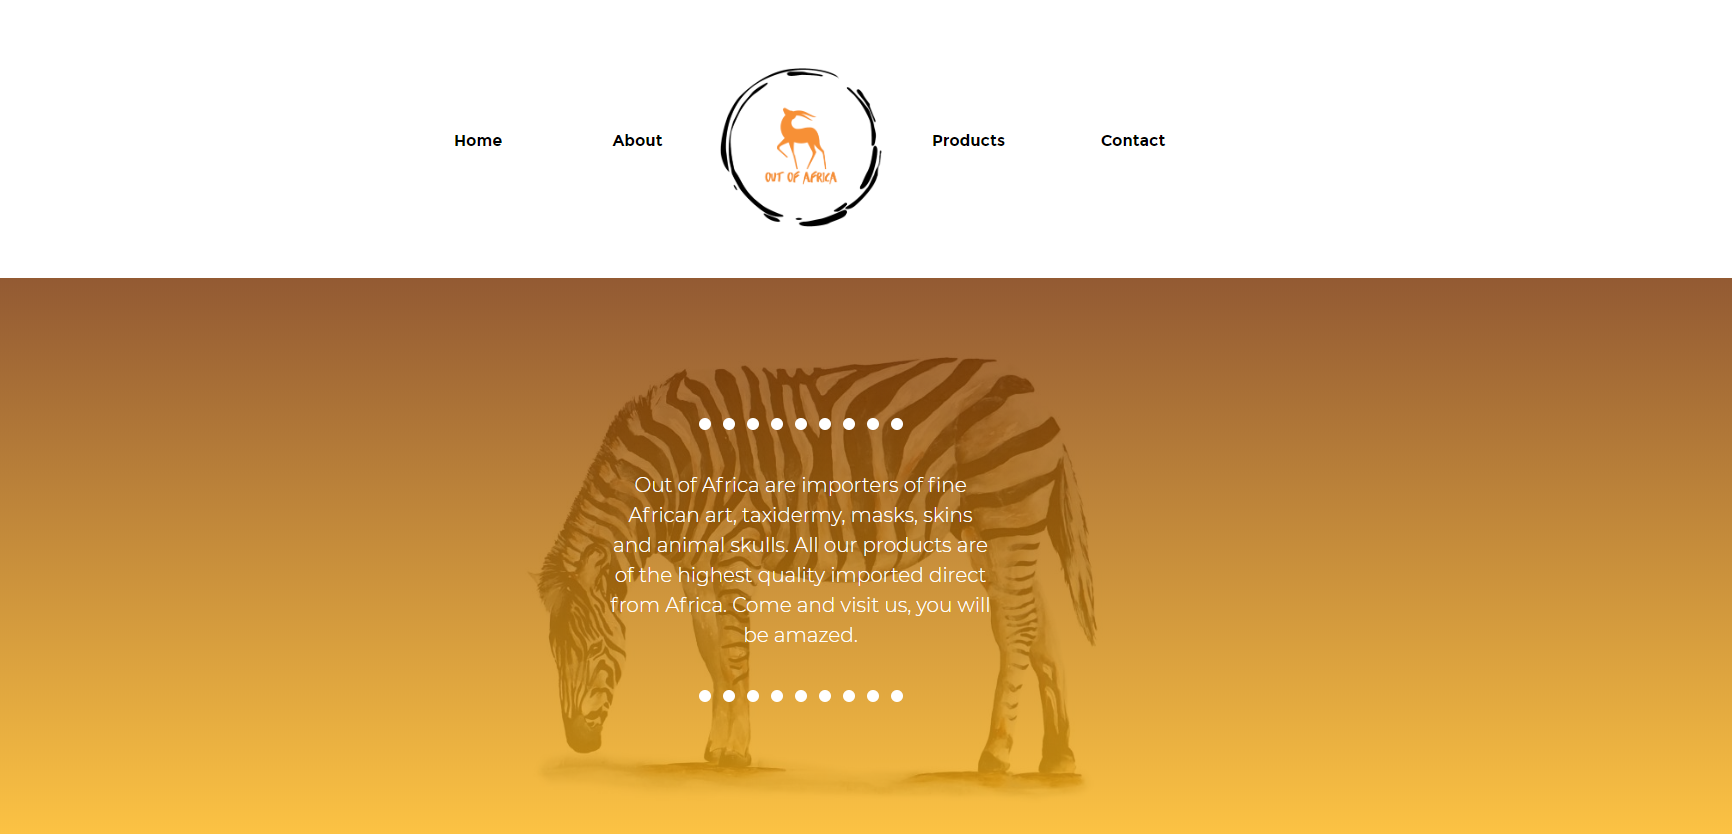 Home
About
OUT OF AFRICA
Products
Contact
Out of Africa are importers of fine
African art, taxidermy, masks, skins
and animal skulls. All our products are
of the highest quality imported direct
from Africa. Come and visit us, you will
be amazed.